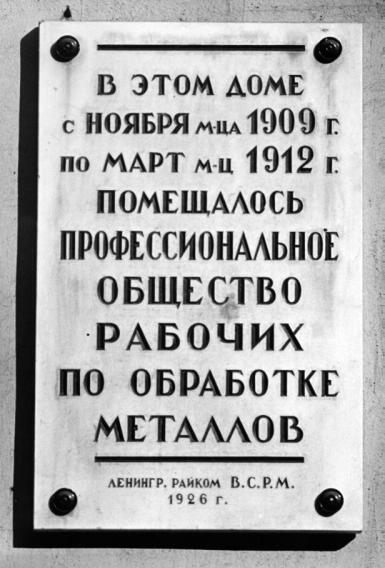 В ЭТОМ ДОМЕ
С НОЯБРЯ М-ЦА 1909 Г.
ПО МАРТ М-Ц 1912 Г.
ПОМЕЩАЛОСЬ
ПРОФЕССИОНАЛЬНОЕ
ОБЩЕСТВО
РАБОЧИХ
ПО ОБРАБОТКЕ
МЕТАЛЛОВ
ЛЕНИНГР. РАЙКОМ В.С.Р.М.
1926 г.